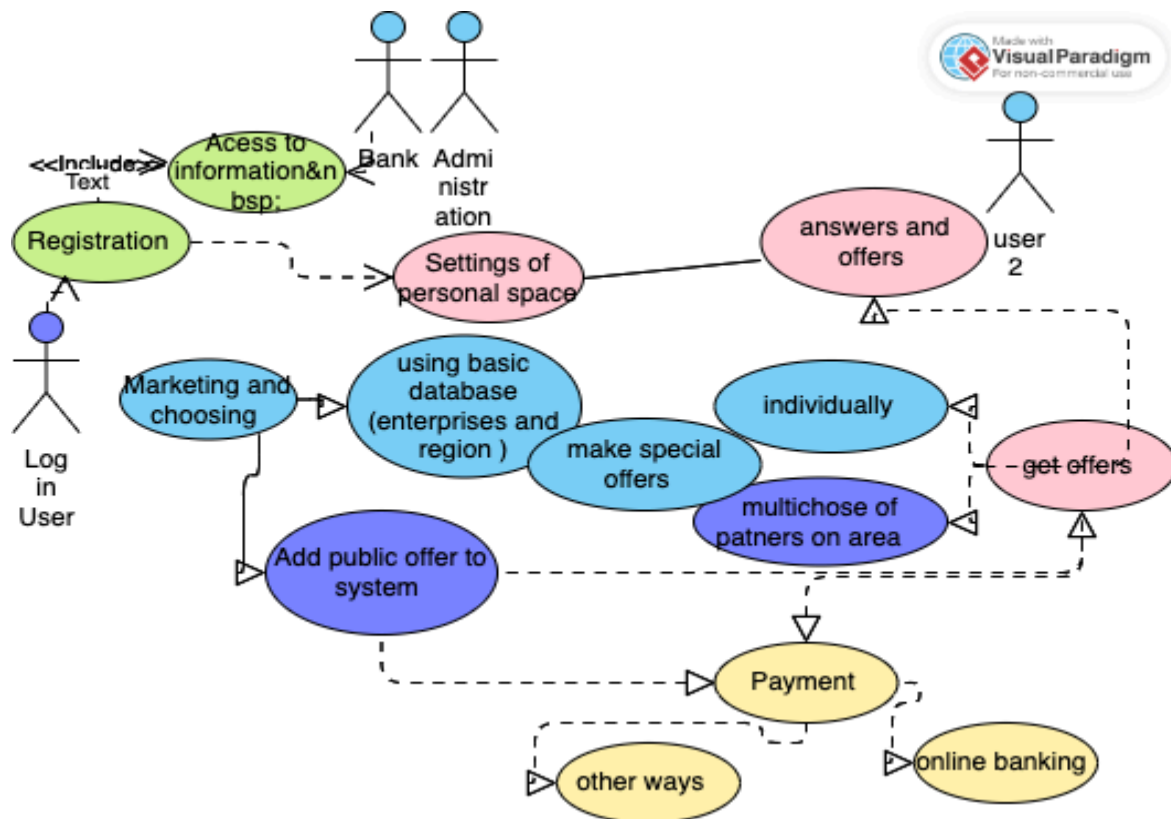 Made with
Visual Paradigm
For non-commercial use
Bank
Admi
nistr
ation
Acess to
information&n
bsp;
<<Include>>
Text
Registration
Settings of
personal space
answers and
offers
user
2
Log
in
User
Marketing and
choosing
using basic
database
(enterprises and
region )
make special
offers
individually
multichose of
patners on area
get offers
Add public offer to
system
Payment
other ways
online banking